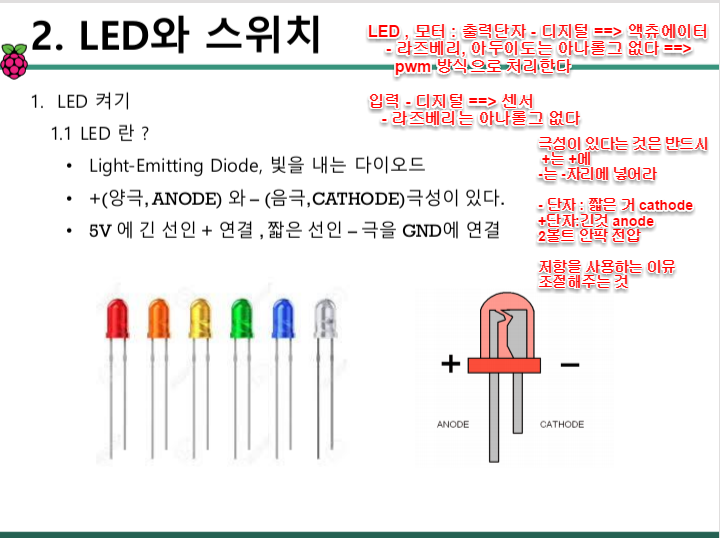 2. LED와 스위치
LED , 모터 : 출력단자 - 디지털 ==> 액츄에이터
- 라즈베리, 아두이도는 아나롤그 없다 ==>
pwm 방식으로 처리한다
1. LED 켜기
입력 - 디지털 ==> 센서
- 라즈베리는 아나롤그 없다
1.1 LED 란 ?
극성이 있다는 것은 반드시
+는 +에
-는 -자리에 넣어라
• Light-Emitting Diode, 빛을 내는 다이오드
• +(양극, ANODE) 와 – (음극,CATHODE)극성이 있다.
- 단자 : 짧은 거 cathode
+단자:긴것 anode
2볼트 안팍 전압
• 5V 에 긴 선인 + 연결 , 짧은 선인 – 극을 GND에 연결
저항을 사용하는 이유
조절해주는 것
+ –
ANODE CATHODE